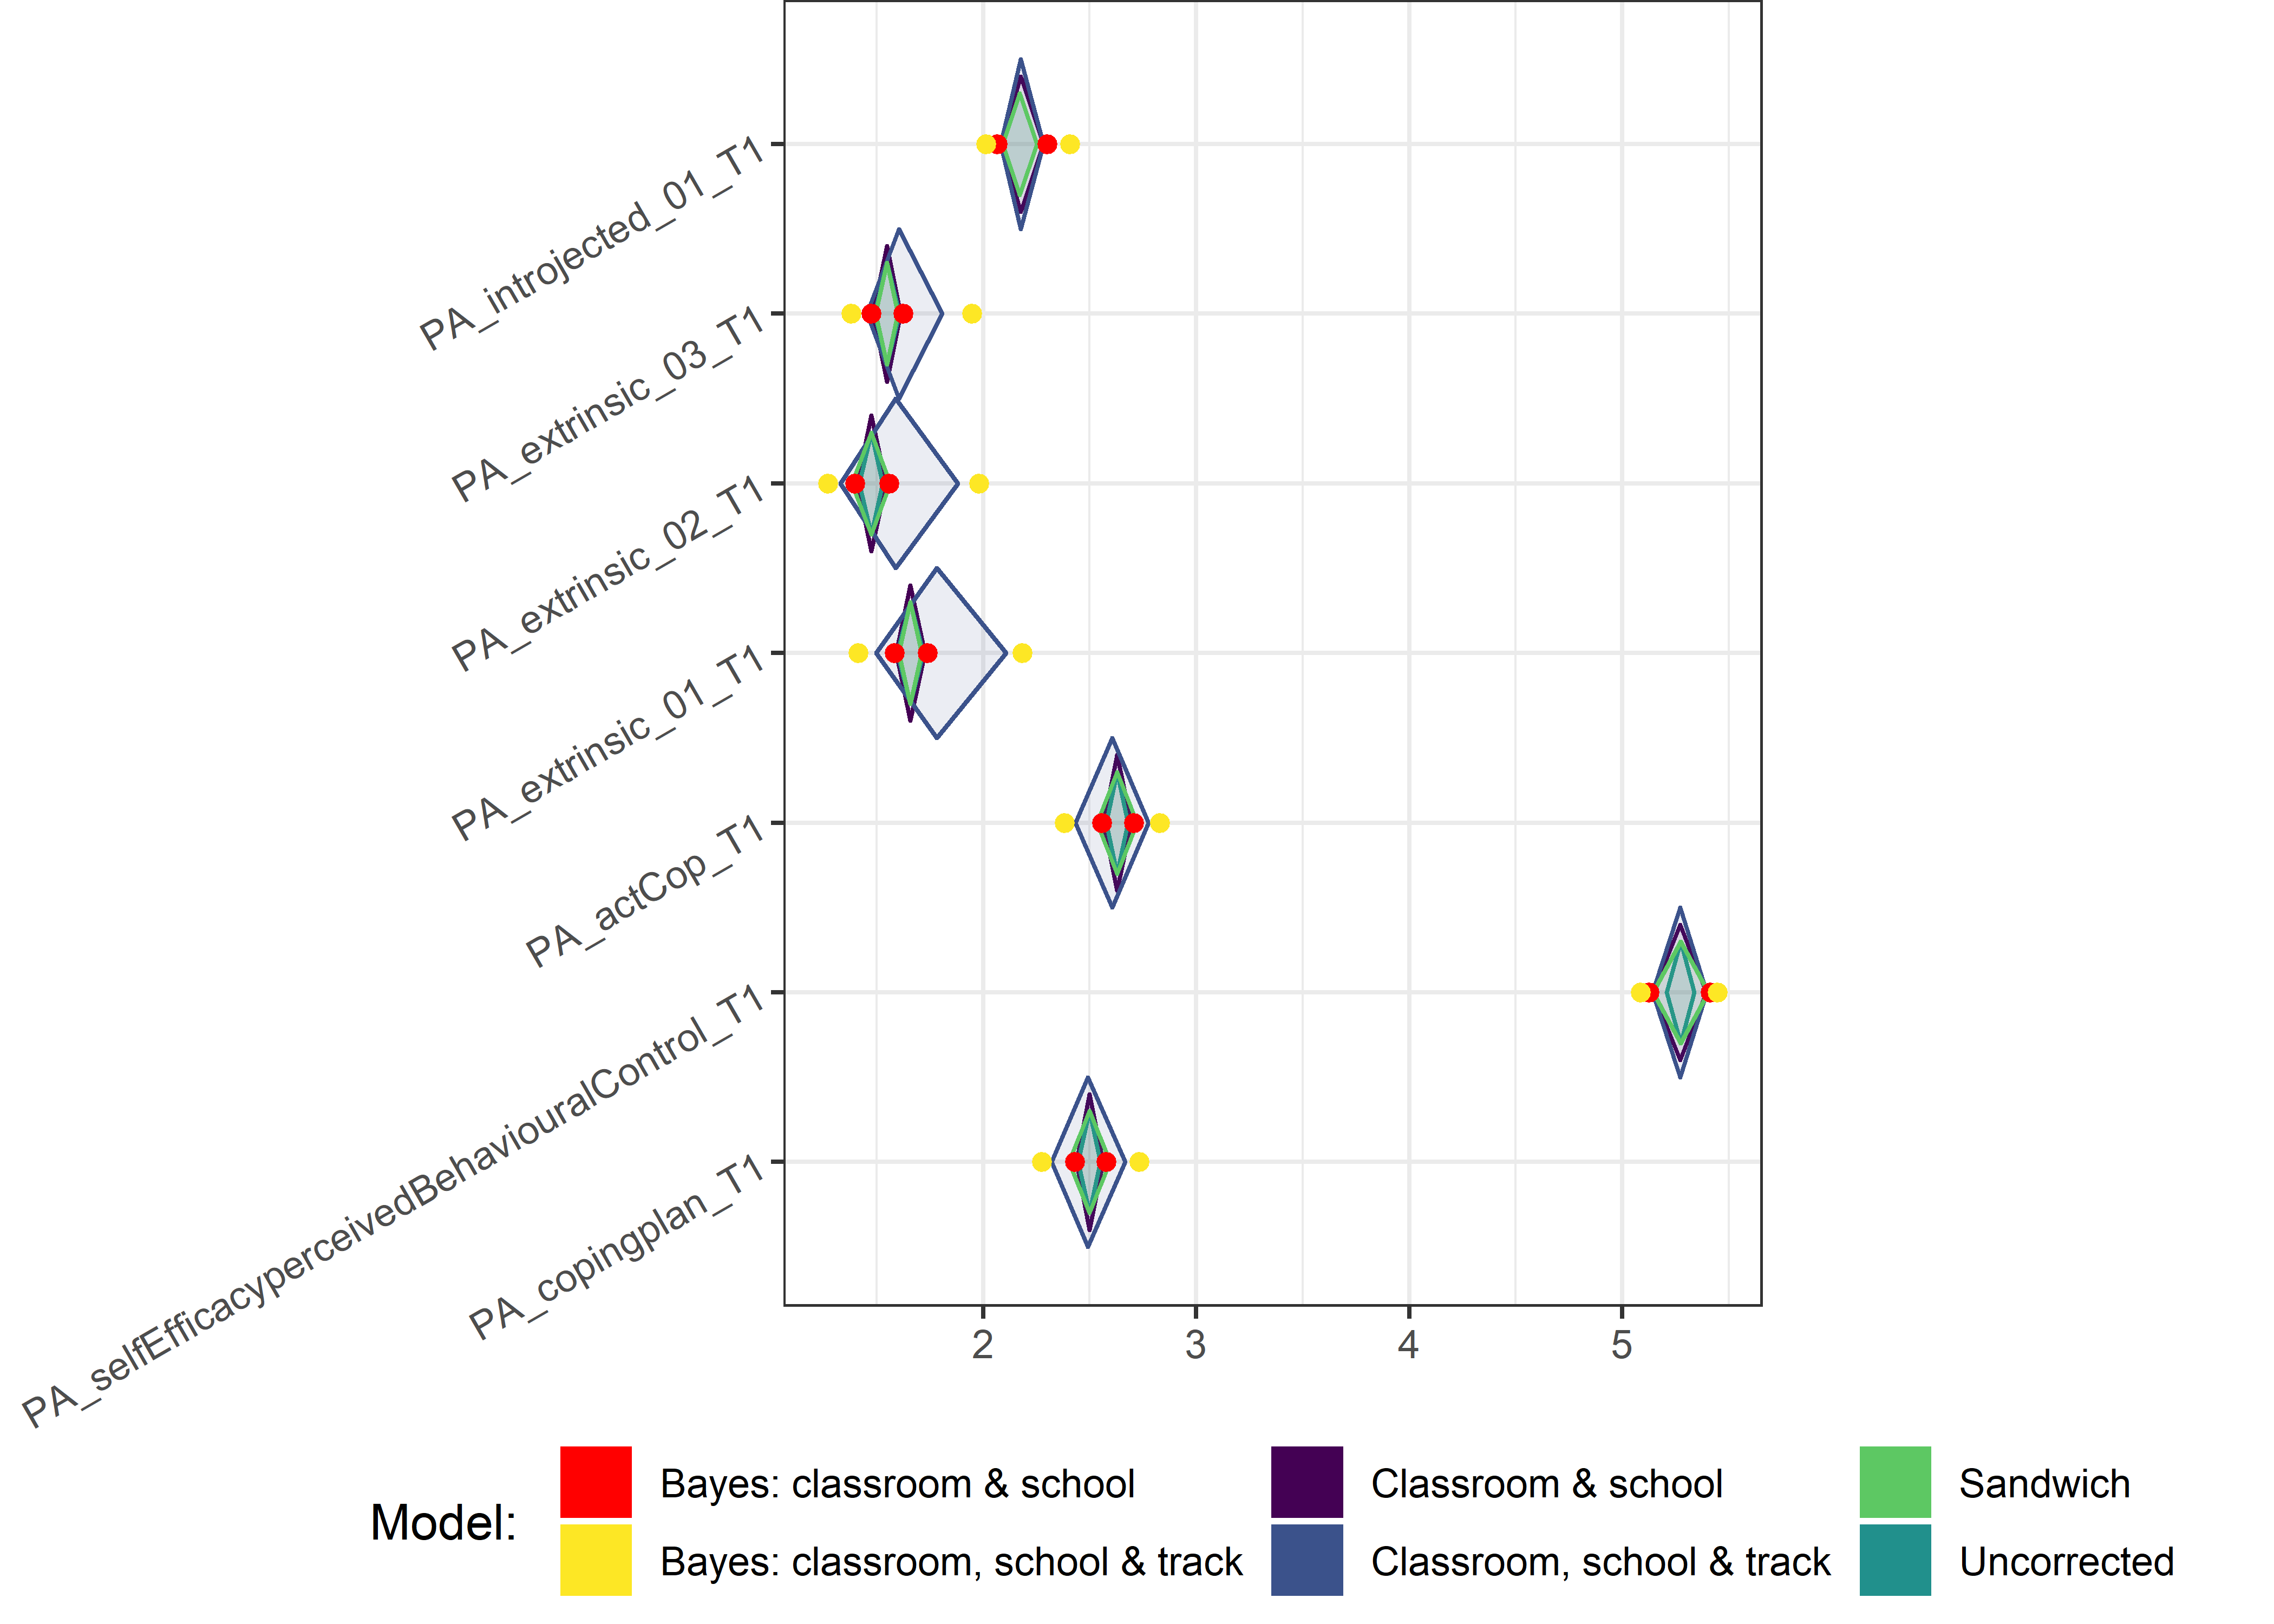 PA_introjected_01_T1
PA_extrinsic_03_T1
PA_extrinsic_02_T1
PA_extrinsic_01_T1
PA_actCop_T1
PA_selfEfficacyperceivedBehaviouralControl_T1
PA_copingplan_T1
2 3 4 5
Model:
Bayes: classroom & school Classroom & school Sandwich
Bayes: classroom, school & track Classroom, school & track Uncorrected